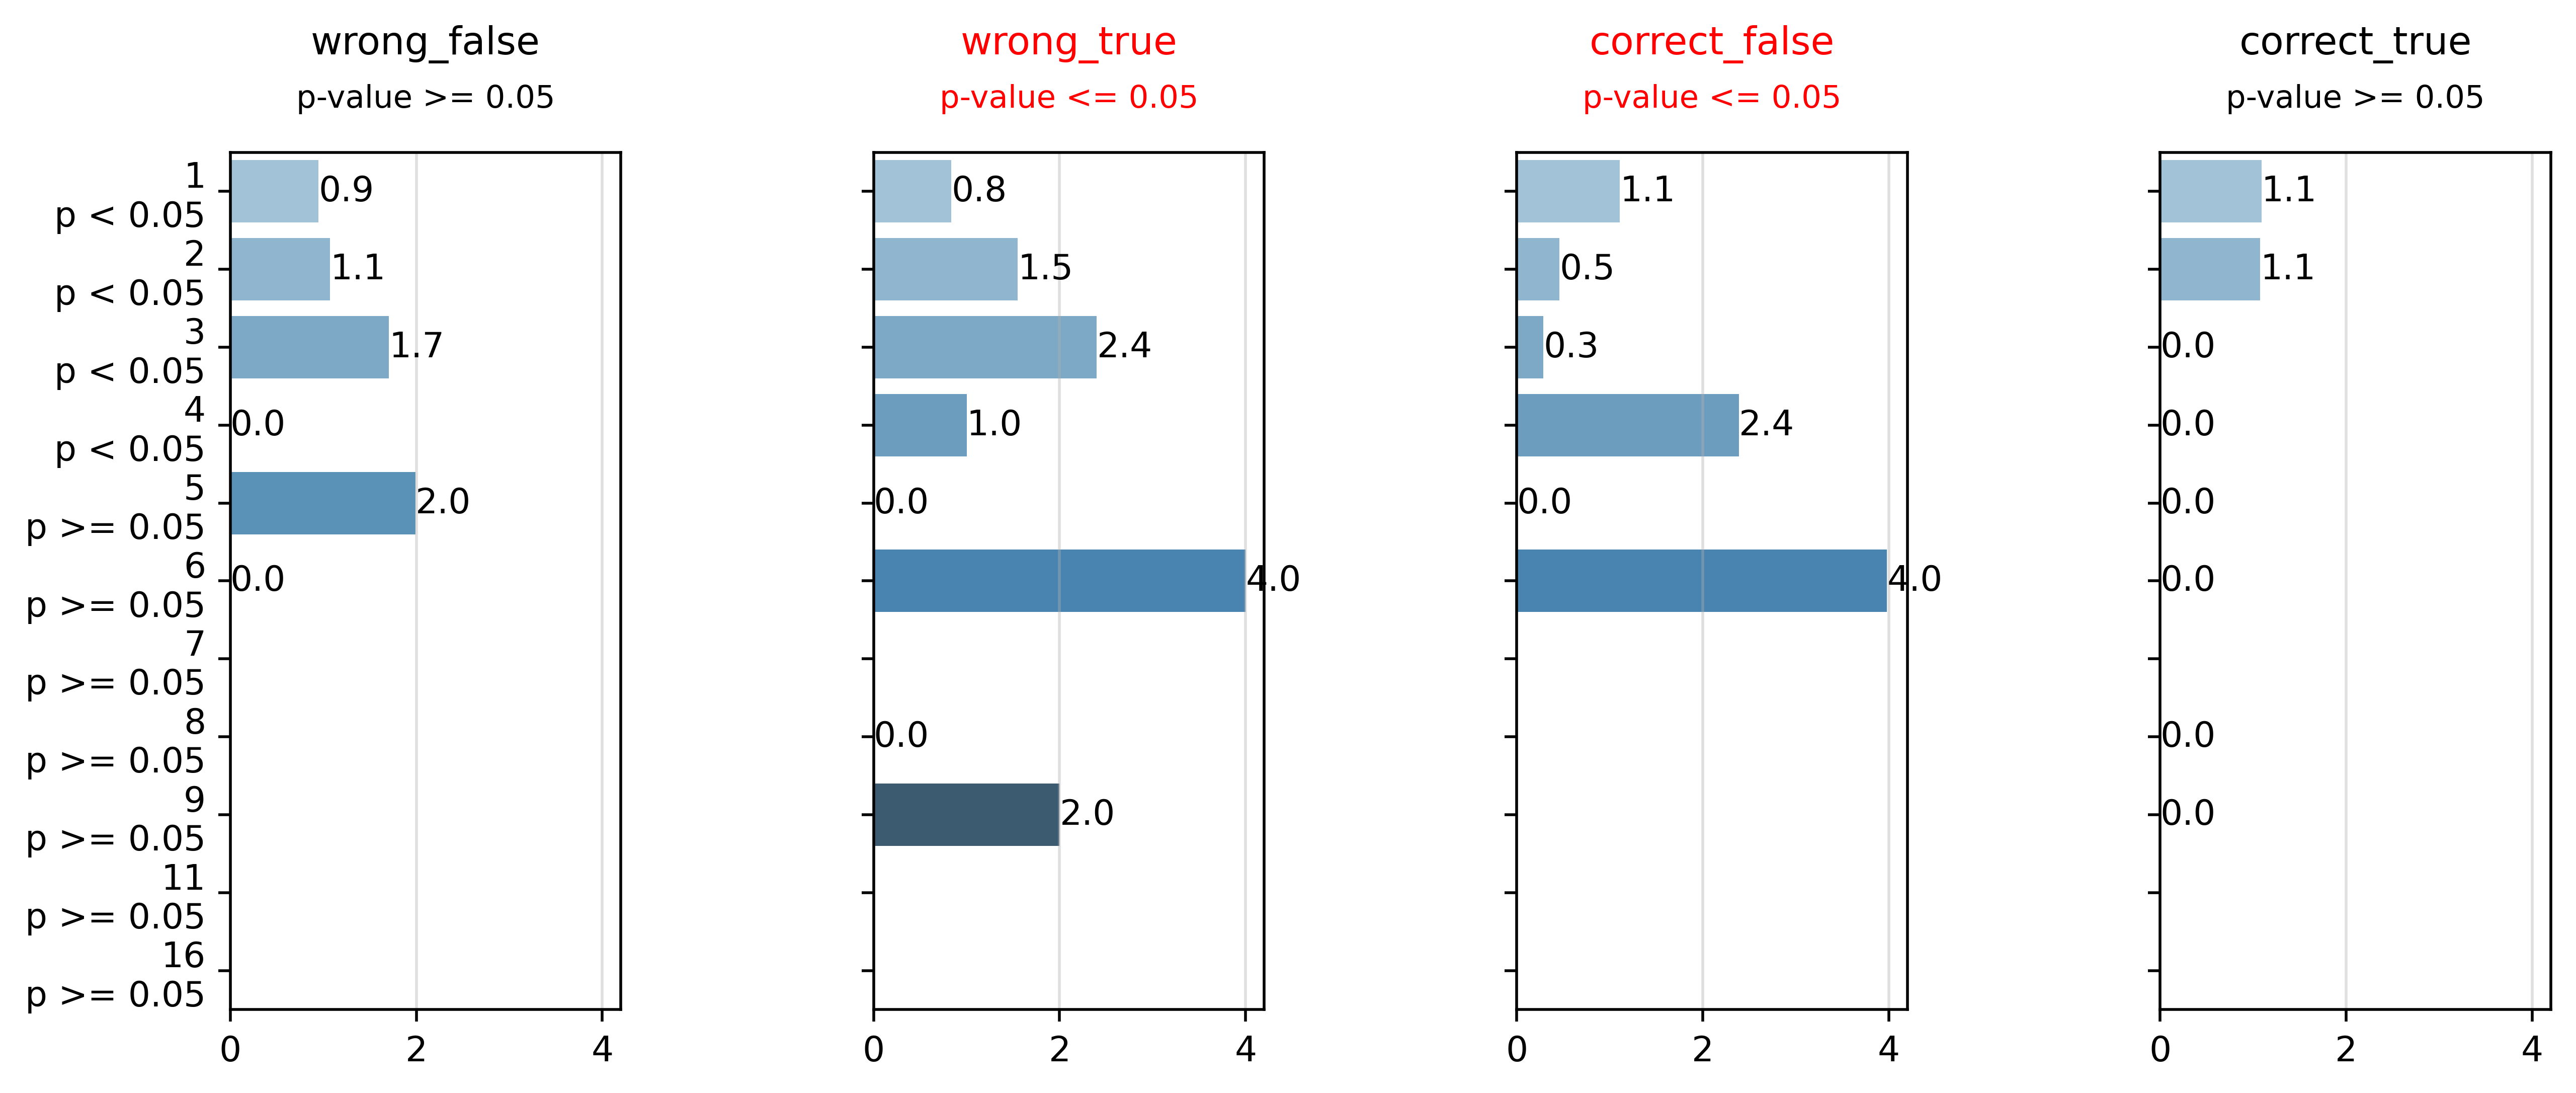 wrong_false wrong_true correct_false correct_true
p-value >= 0.05 p-value <= 0.05 p-value <= 0.05 p-value >= 0.05
1 0.9 0.8 1.1 1.1
p < 0.05
2 1.1 1.5 0.5 1.1
p < 0.05
3 1.7 2.4 0.3 0.0
p < 0.05
4 0.0 1.0 2.4 0.0
p < 0.05
5 2.0 0.0 0.0 0.0
p >= 0.05
6 0.0 4.0 4.0 0.0
p >= 0.05
7
p >= 0.05
8 0.0 0.0
p >= 0.05
9 2.0 0.0
p >= 0.05
11
p >= 0.05
16
p >= 0.05
0 2 4 0 2 4 0 2 4 0 2 4